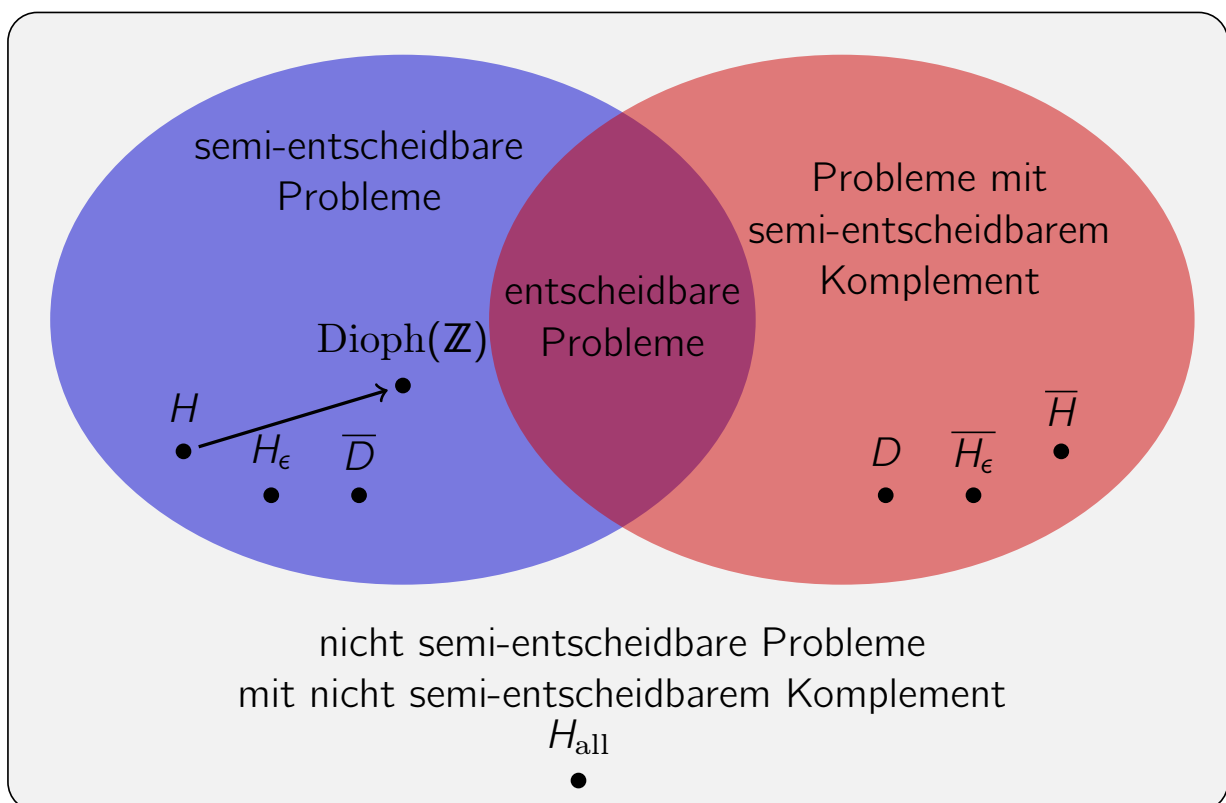 semi-entscheidbare
Probleme
Probleme mit
semi-entscheidbarem
Komplement
entscheidbare
Probleme
Dioph(ℤ)
H
H_ϵ
D̅
D
H̅_ϵ̅
H̅
nicht semi-entscheidbare Probleme
mit nicht semi-entscheidbarem Komplement
H_all